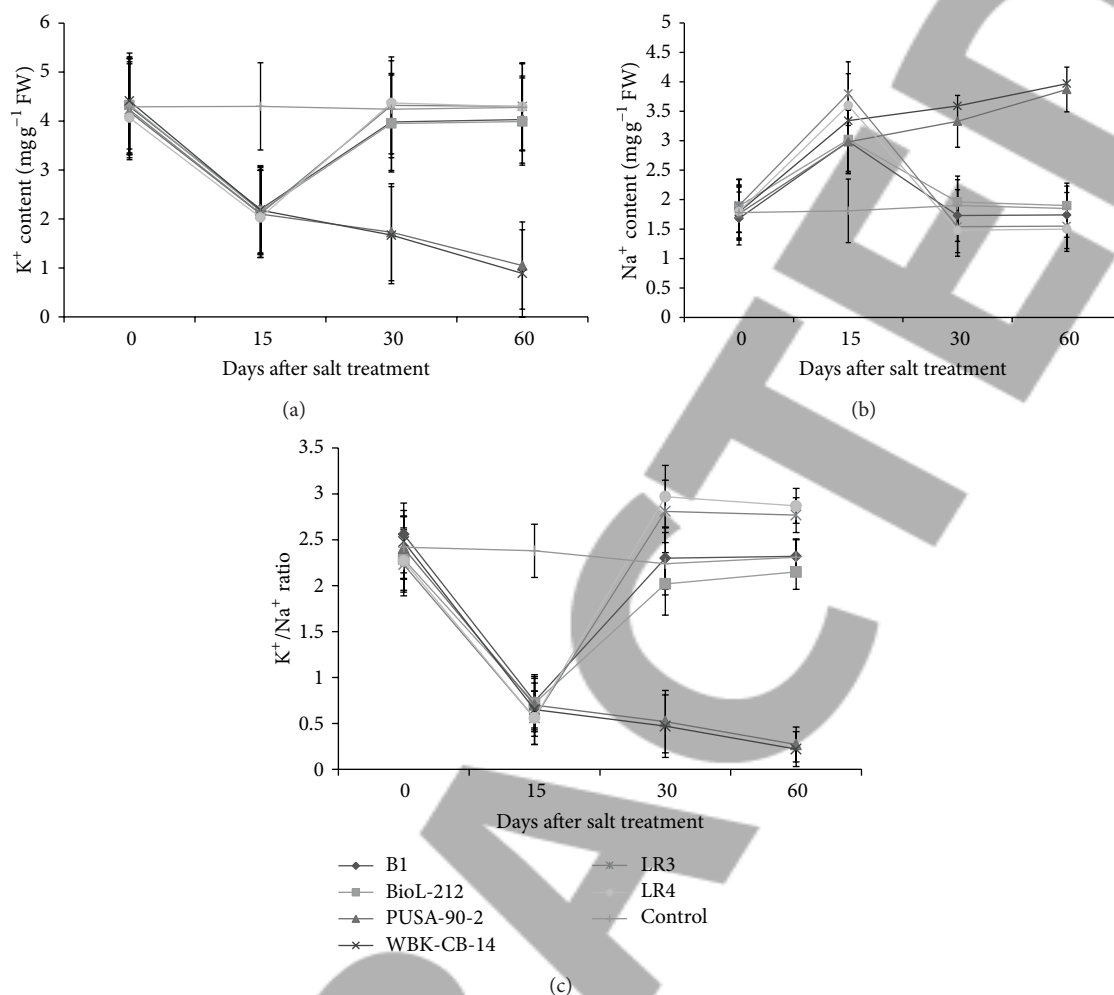 6
5
4
3
2
1
0
K⁺ content (mg g⁻¹ FW)
0 15 30 60
Days after salt treatment
(a)
5
4.5
4
3.5
3
2.5
2
1.5
1
0.5
0
Na⁺ content (mg g⁻¹ FW)
0 15 30 60
Days after salt treatment
(b)
3.5
3
2.5
2
1.5
1
0.5
0
K⁺/Na⁺ ratio
0 15 30 60
Days after salt treatment
B1
BioL-212
PUSA-90-2
WBK-CB-14
LR3
LR4
Control
(c)